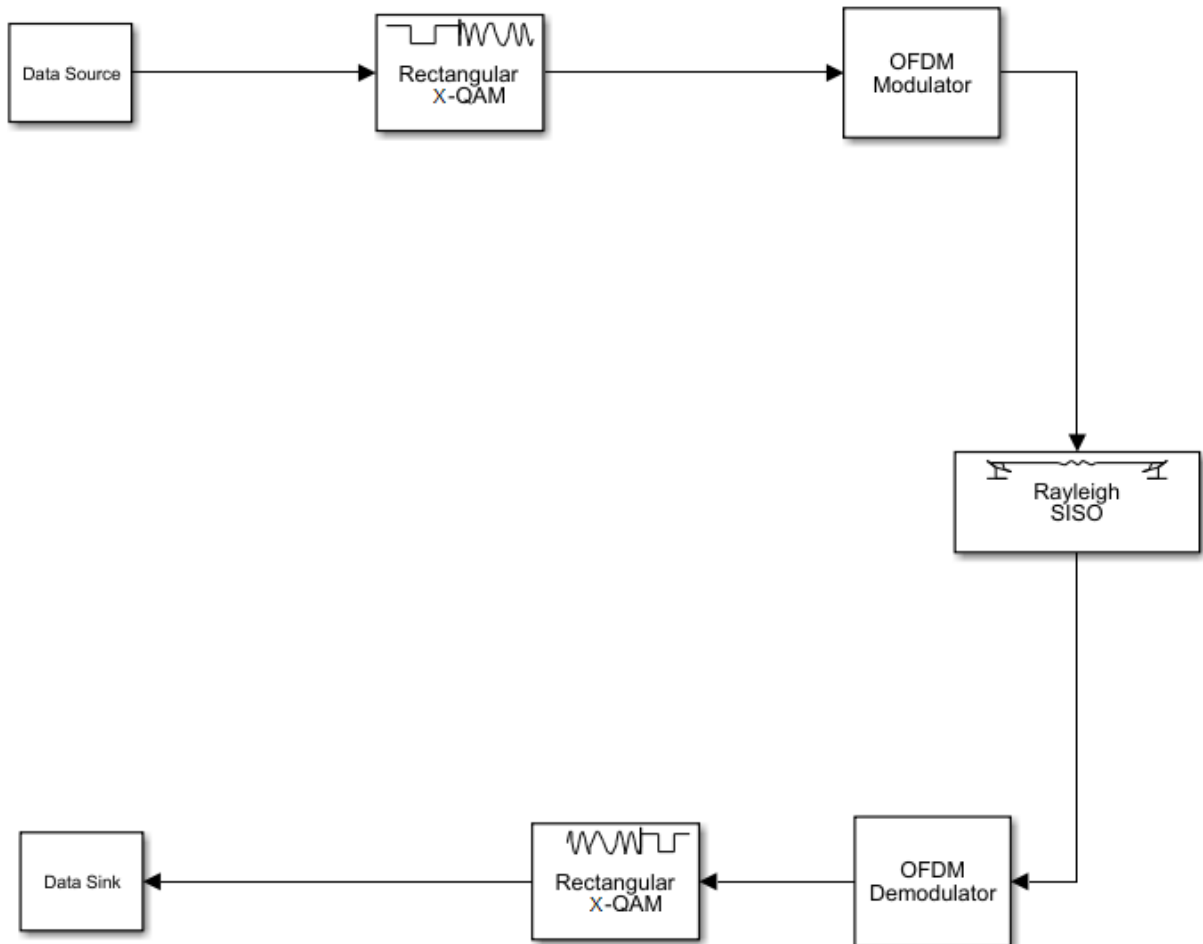 Data Source
Rectangular
X-QAM
OFDM
Modulator
Rayleigh
SISO
Data Sink
Rectangular
X-QAM
OFDM
Demodulator